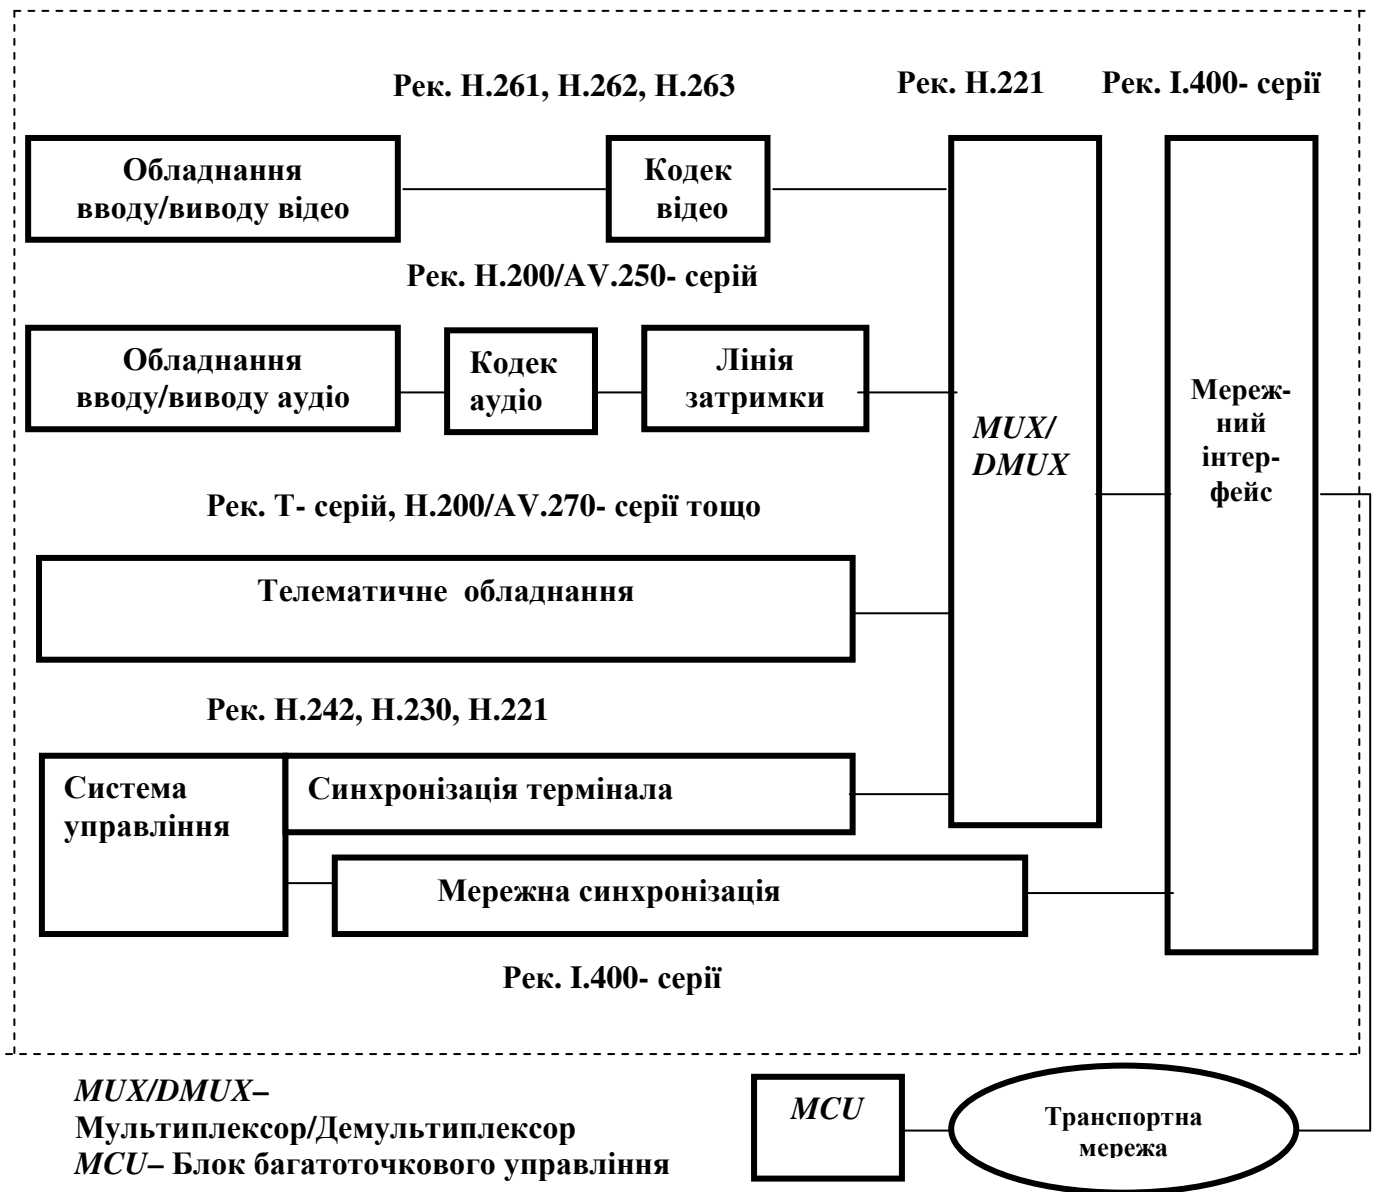 Рек. Н.261, Н.262, Н.263
Рек. Н.221
Рек. I.400- серії
Обладнання
вводу/виводу відео
Кодек
відео
Рек. Н.200/AV.250- серій
Обладнання
вводу/виводу аудіо
Кодек
аудіо
Лінія
затримки
MUX/
DMUX
Мереж-
ний
інтер-
фейс
Рек. Т- серій, Н.200/AV.270- серії тощо
Телематичне обладнання
Рек. Н.242, Н.230, Н.221
Система
управління
Синхронізація термінала
Мережна синхронізація
Рек. I.400- серії
MUX/DMUX–
Мультиплексор/Демультиплексор
MCU– Блок багатоточкового управління
MCU
Транспортна
мережа